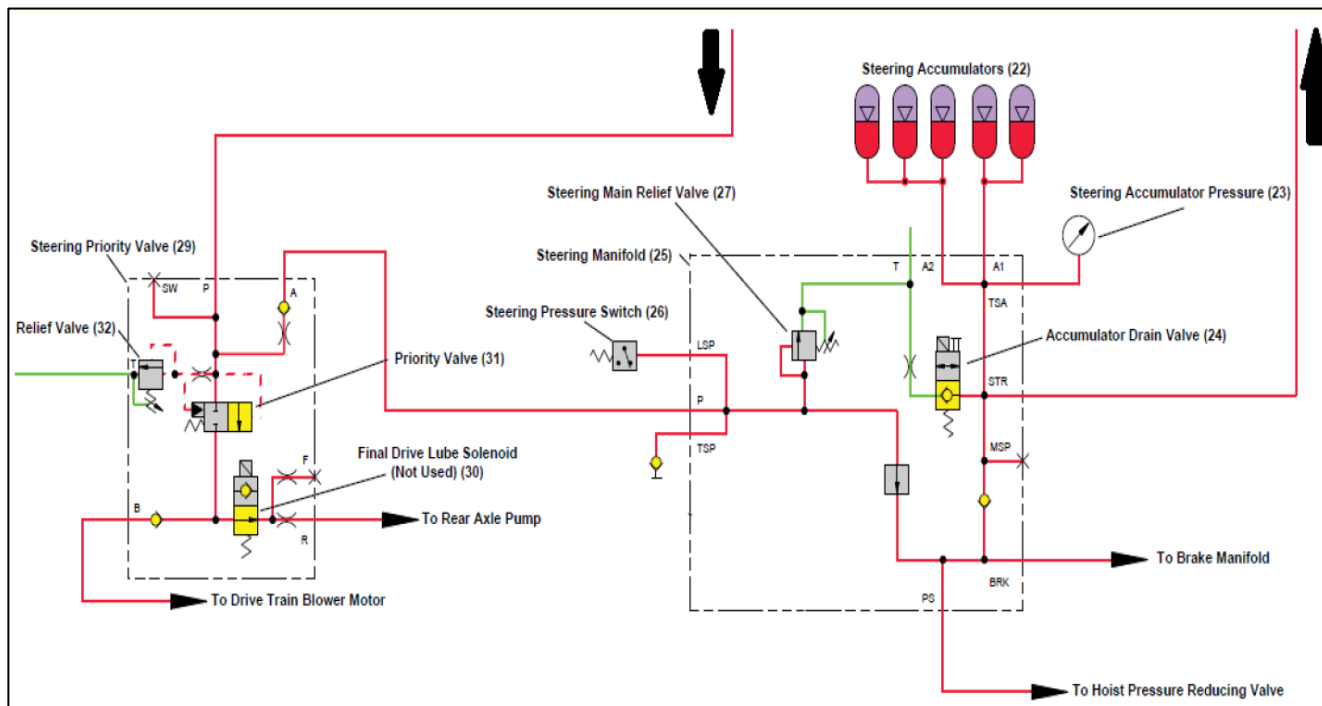 Steering Accumulators (22)
Steering Main Relief Valve (27)
Steering Accumulator Pressure (23)
Steering Priority Valve (29)
Steering Manifold (25)
SW
P
A
T
A2
A1
TSA
Relief Valve (32)
T
Steering Pressure Switch (26)
LSP
Accumulator Drain Valve (24)
Priority Valve (31)
P
STR
TSP
MSP
Final Drive Lube Solenoid
(Not Used) (30)
F
B
R
To Rear Axle Pump
To Brake Manifold
BRK
PS
To Drive Train Blower Motor
To Hoist Pressure Reducing Valve